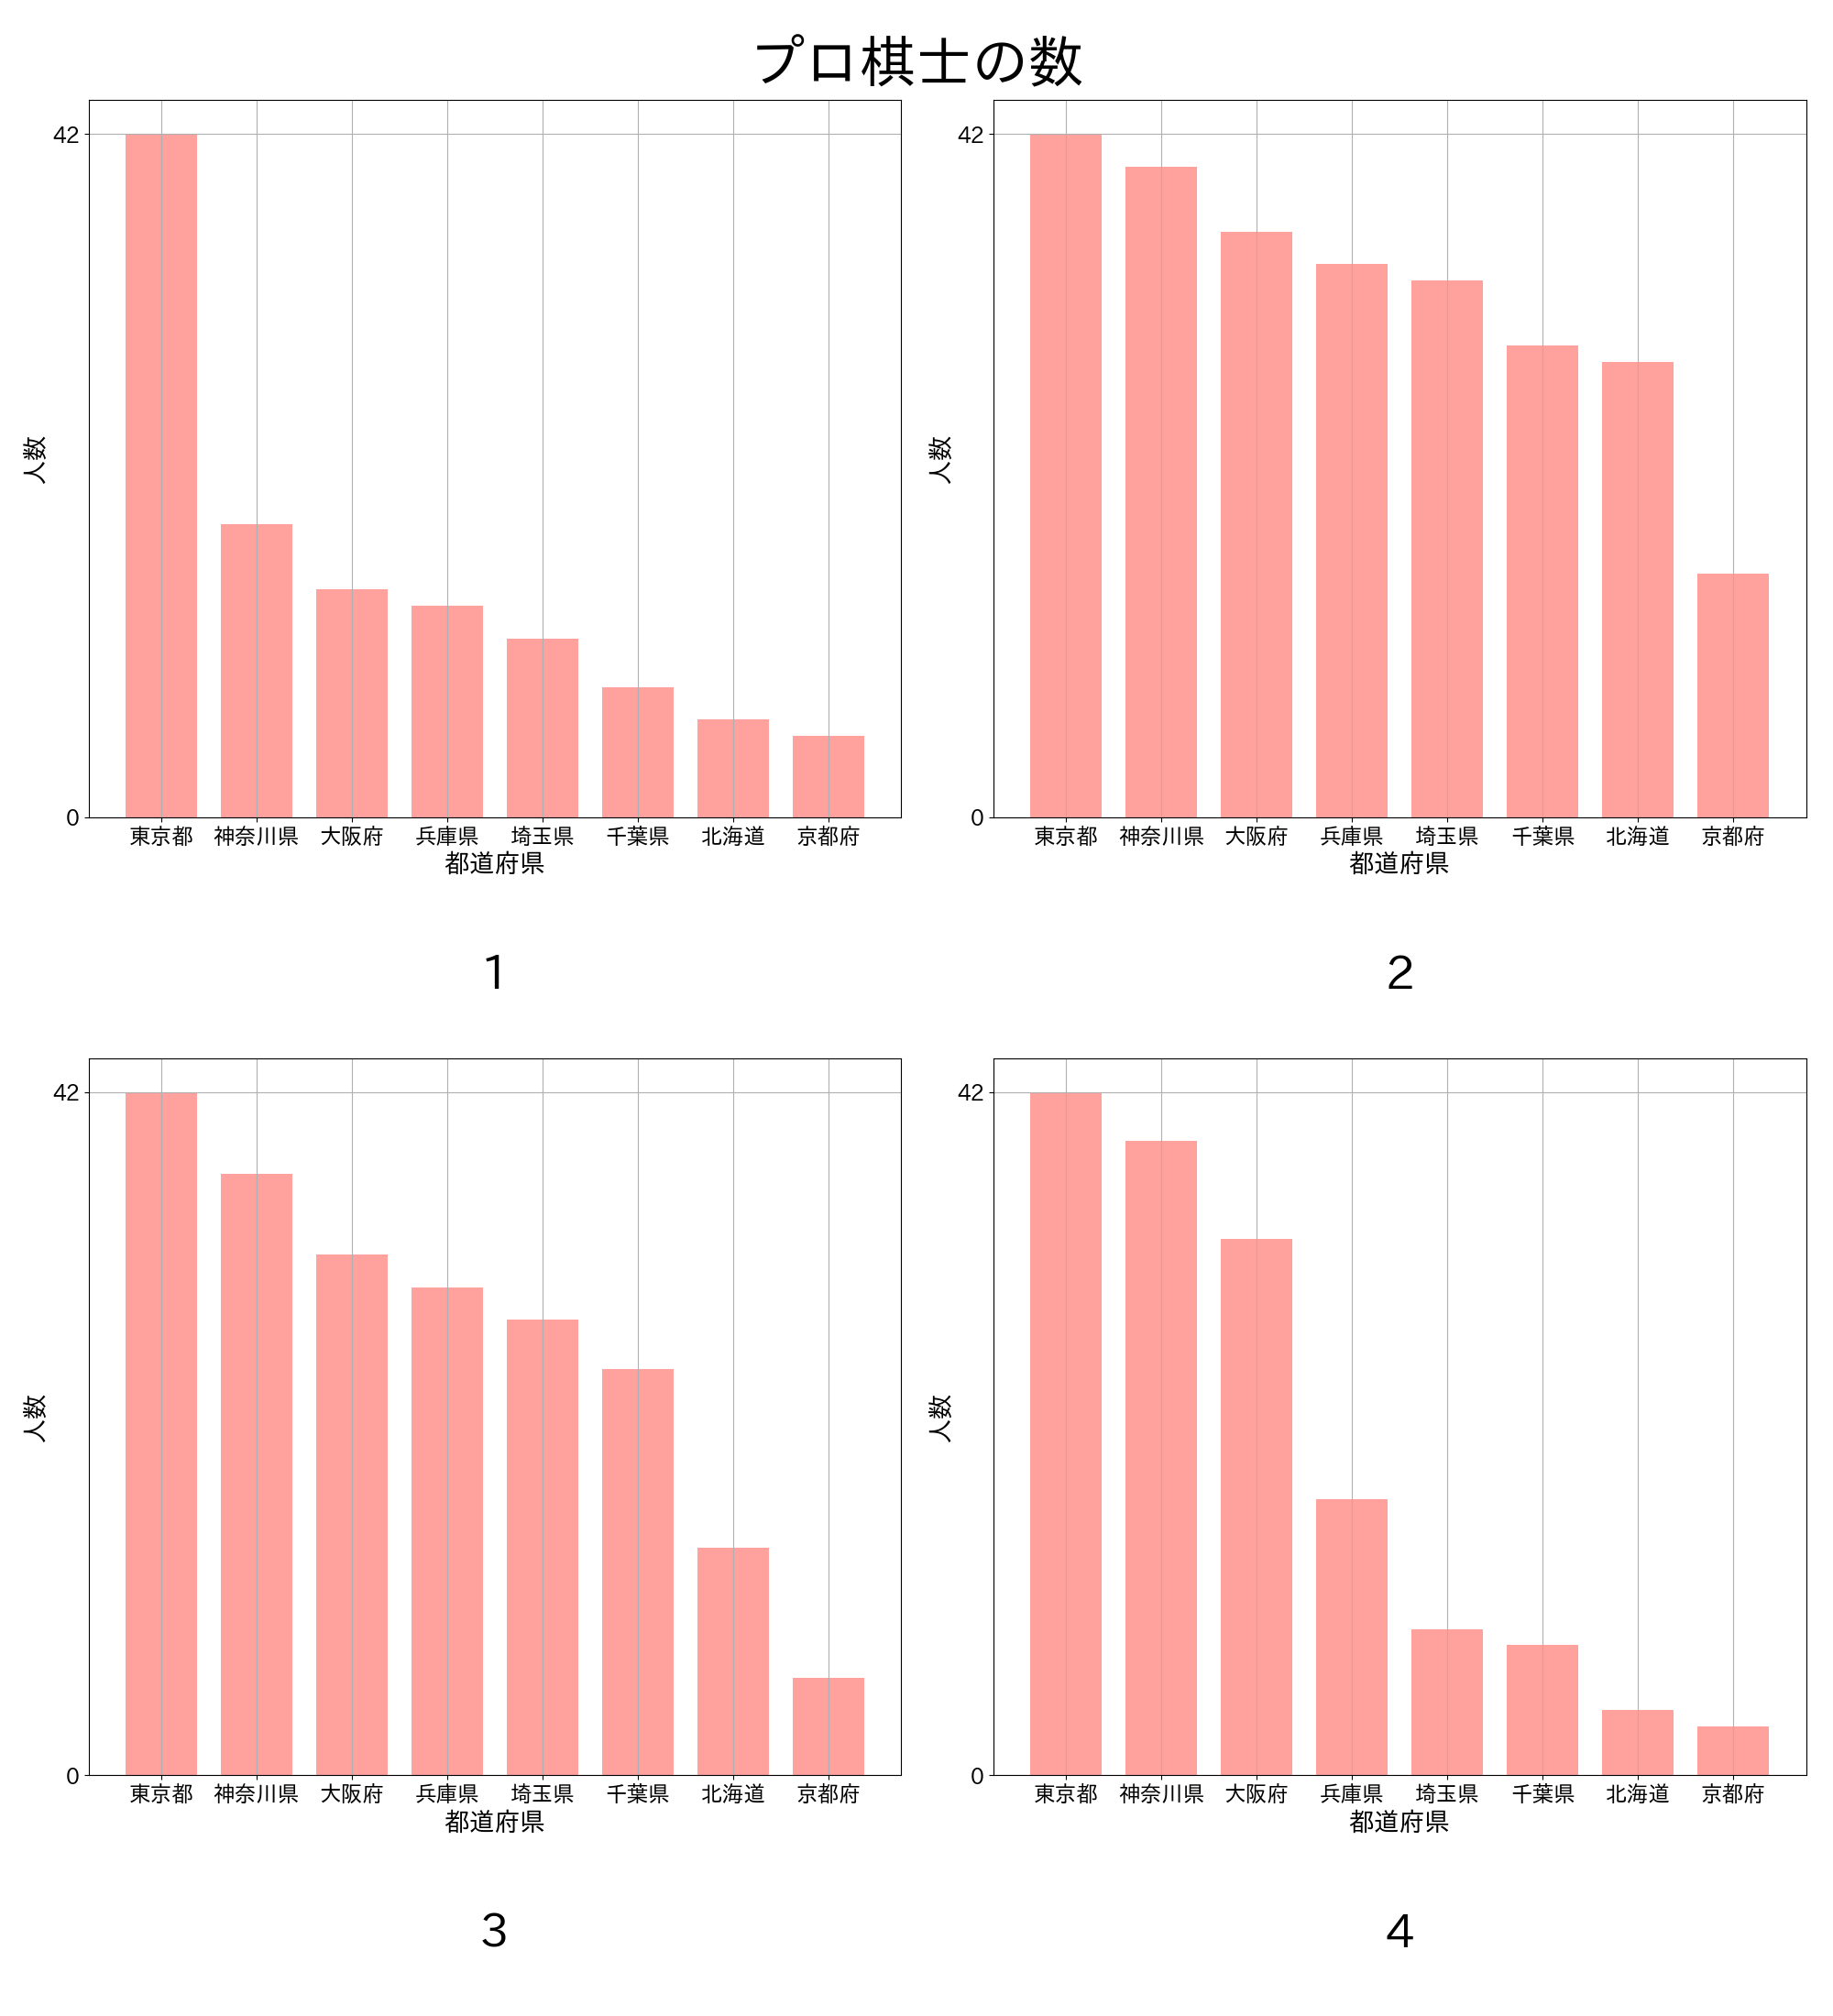 プロ棋士の数
42
0
人数
東京都 神奈川県 大阪府 兵庫県 埼玉県 千葉県 北海道 京都府
都道府県
1
42
0
人数
東京都 神奈川県 大阪府 兵庫県 埼玉県 千葉県 北海道 京都府
都道府県
2
42
0
人数
東京都 神奈川県 大阪府 兵庫県 埼玉県 千葉県 北海道 京都府
都道府県
3
42
0
人数
東京都 神奈川県 大阪府 兵庫県 埼玉県 千葉県 北海道 京都府
都道府県
4